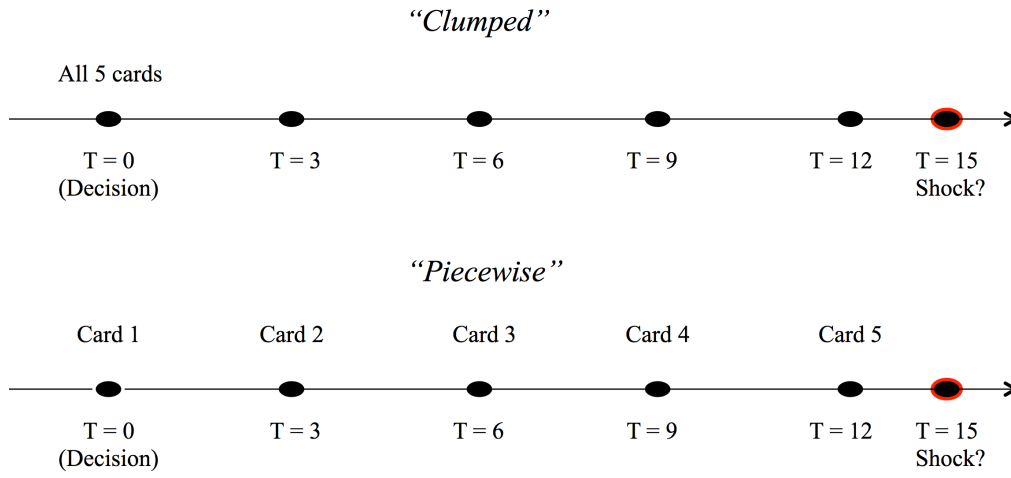 “Clumped”
All 5 cards
T = 0 T = 3 T = 6 T = 9 T = 12 T = 15
(Decision) Shock?
“Piecewise”
Card 1 Card 2 Card 3 Card 4 Card 5
T = 0 T = 3 T = 6 T = 9 T = 12 T = 15
(Decision) Shock?